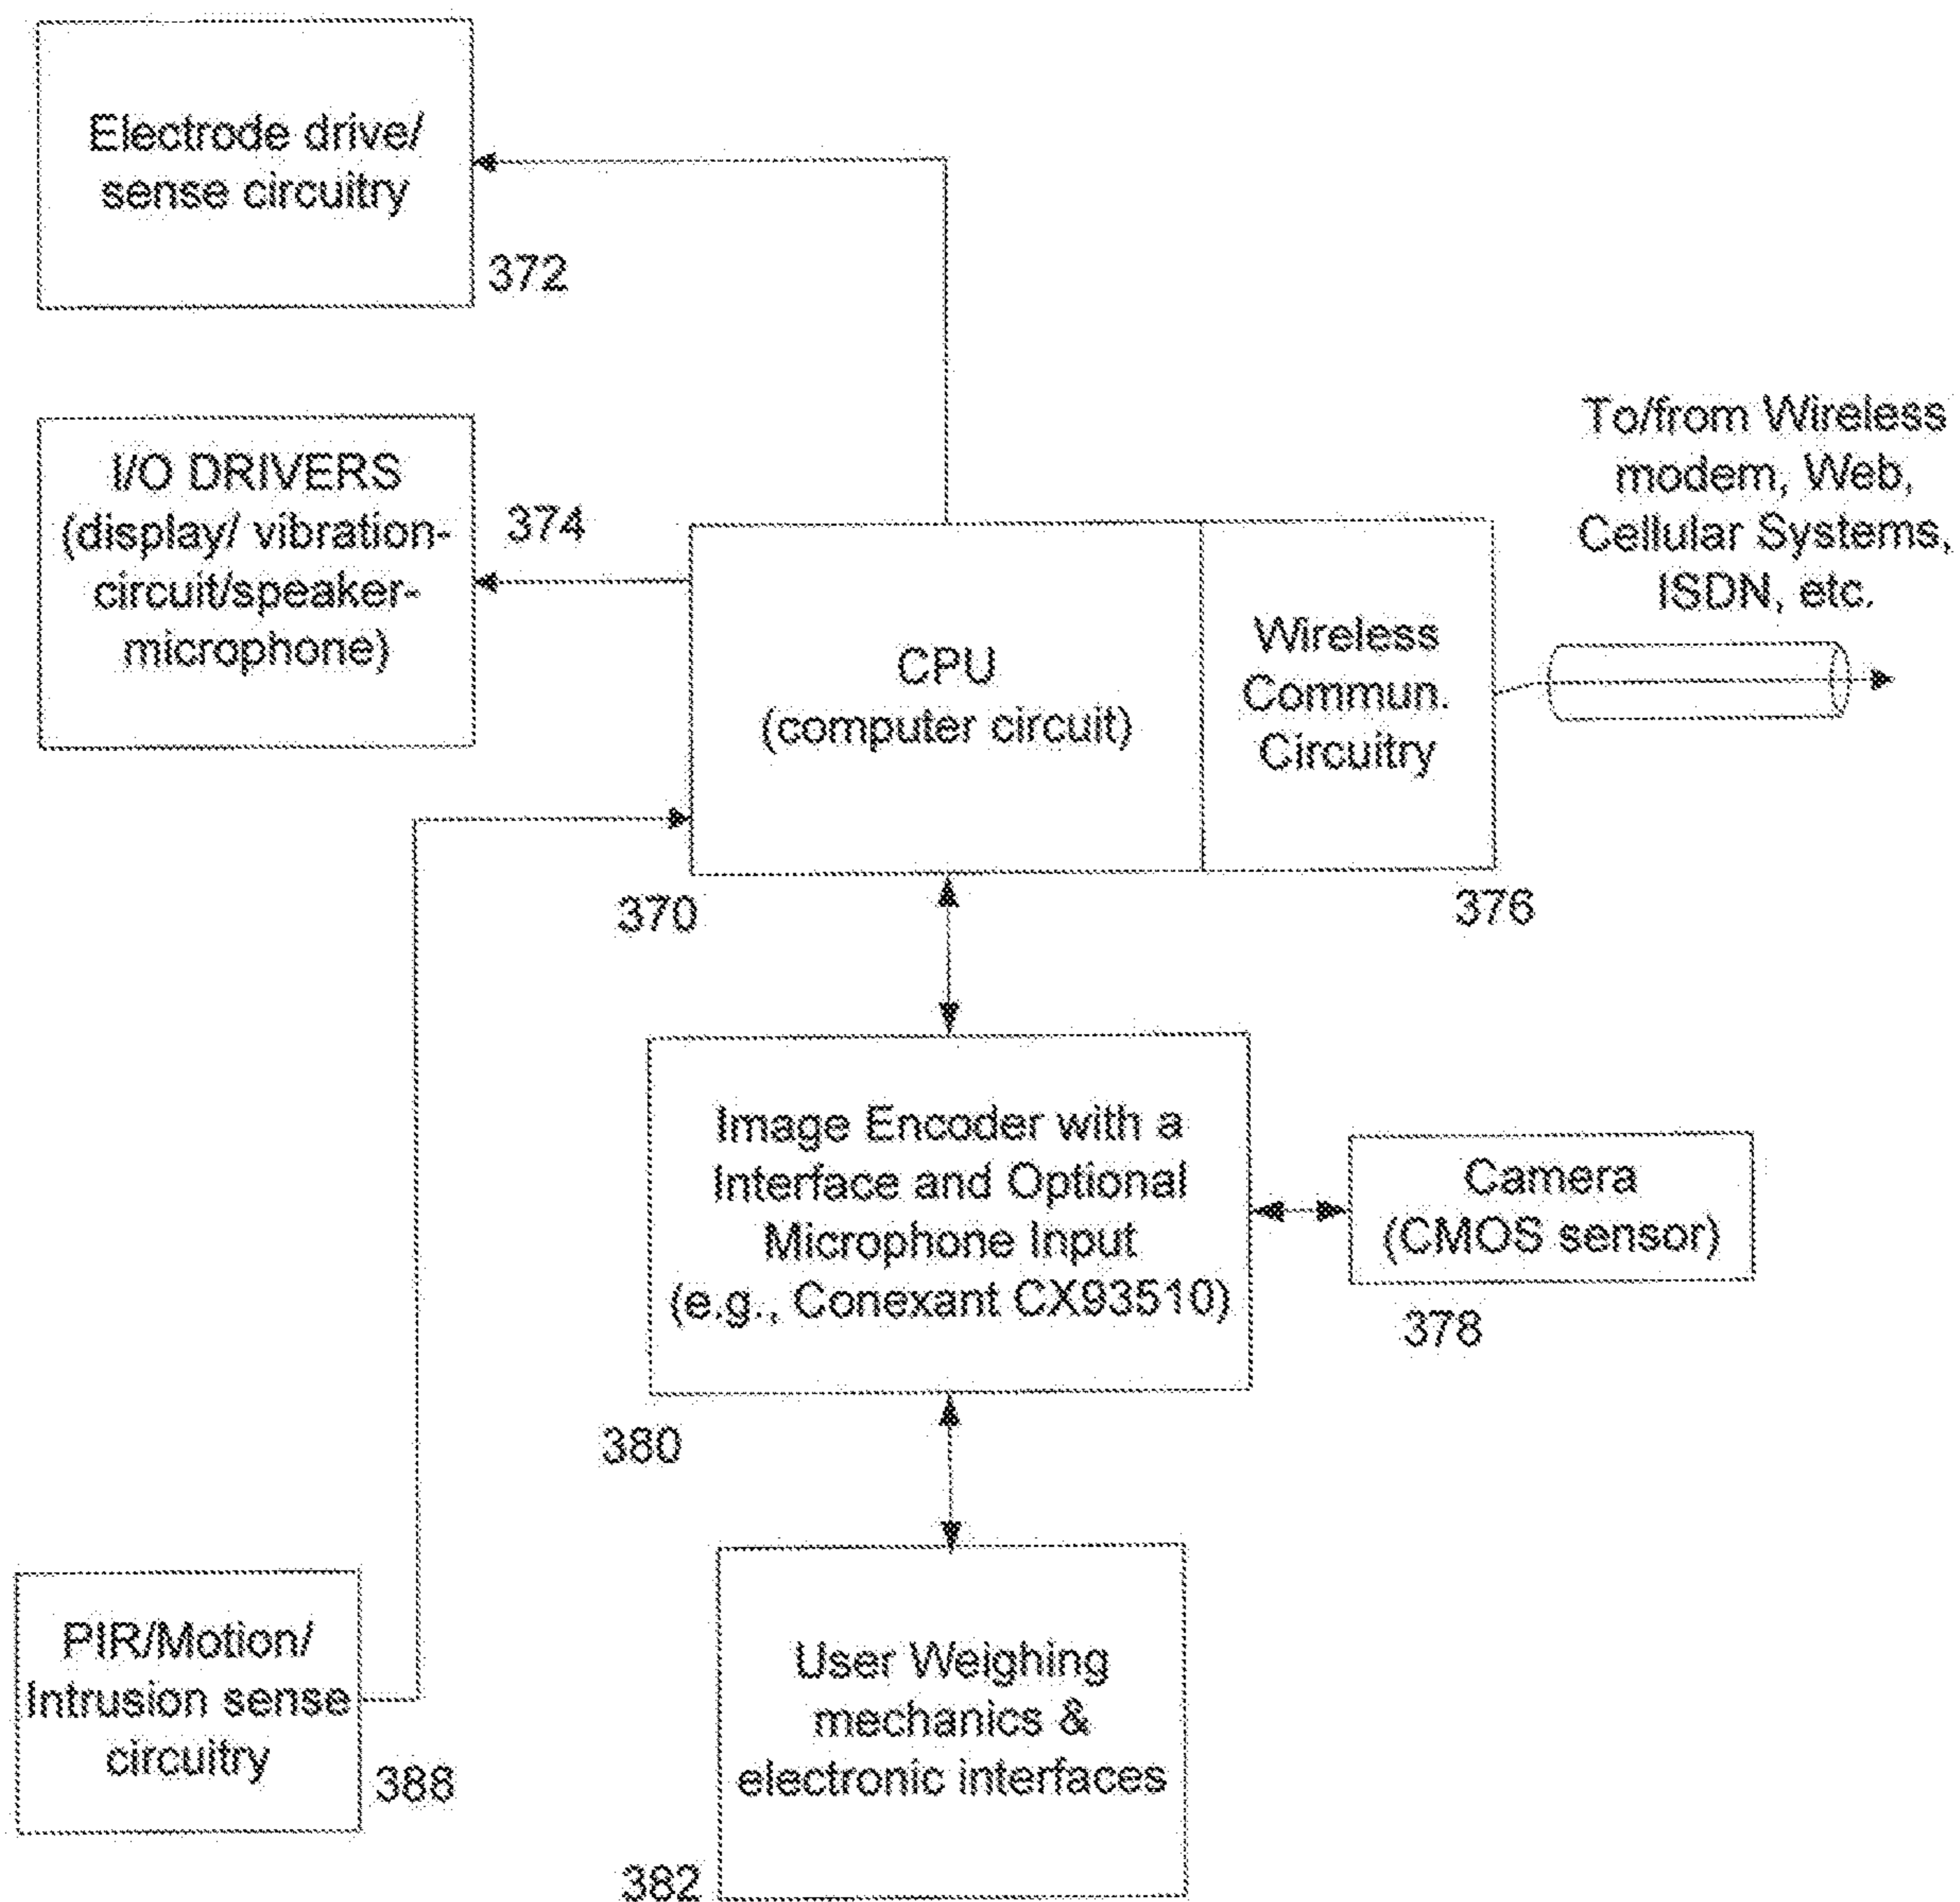 Electrode drive/
sense circuitry
372
I/O DRIVERS
(display/ vibration-
circuit/speaker-
microphone)
374
CPU
(computer circuit)
370
Wireless
Commun.
Circuitry
376
To/from Wireless
modem, Web,
Cellular Systems,
ISDN, etc.
Image Encoder with a
Interface and Optional
Microphone Input
(e.g., Conexant CX93510)
380
Camera
(CMOS sensor)
378
PIR/Motion/
Intrusion sense
circuitry
388
User Weighing
mechanics &
electronic interfaces
382